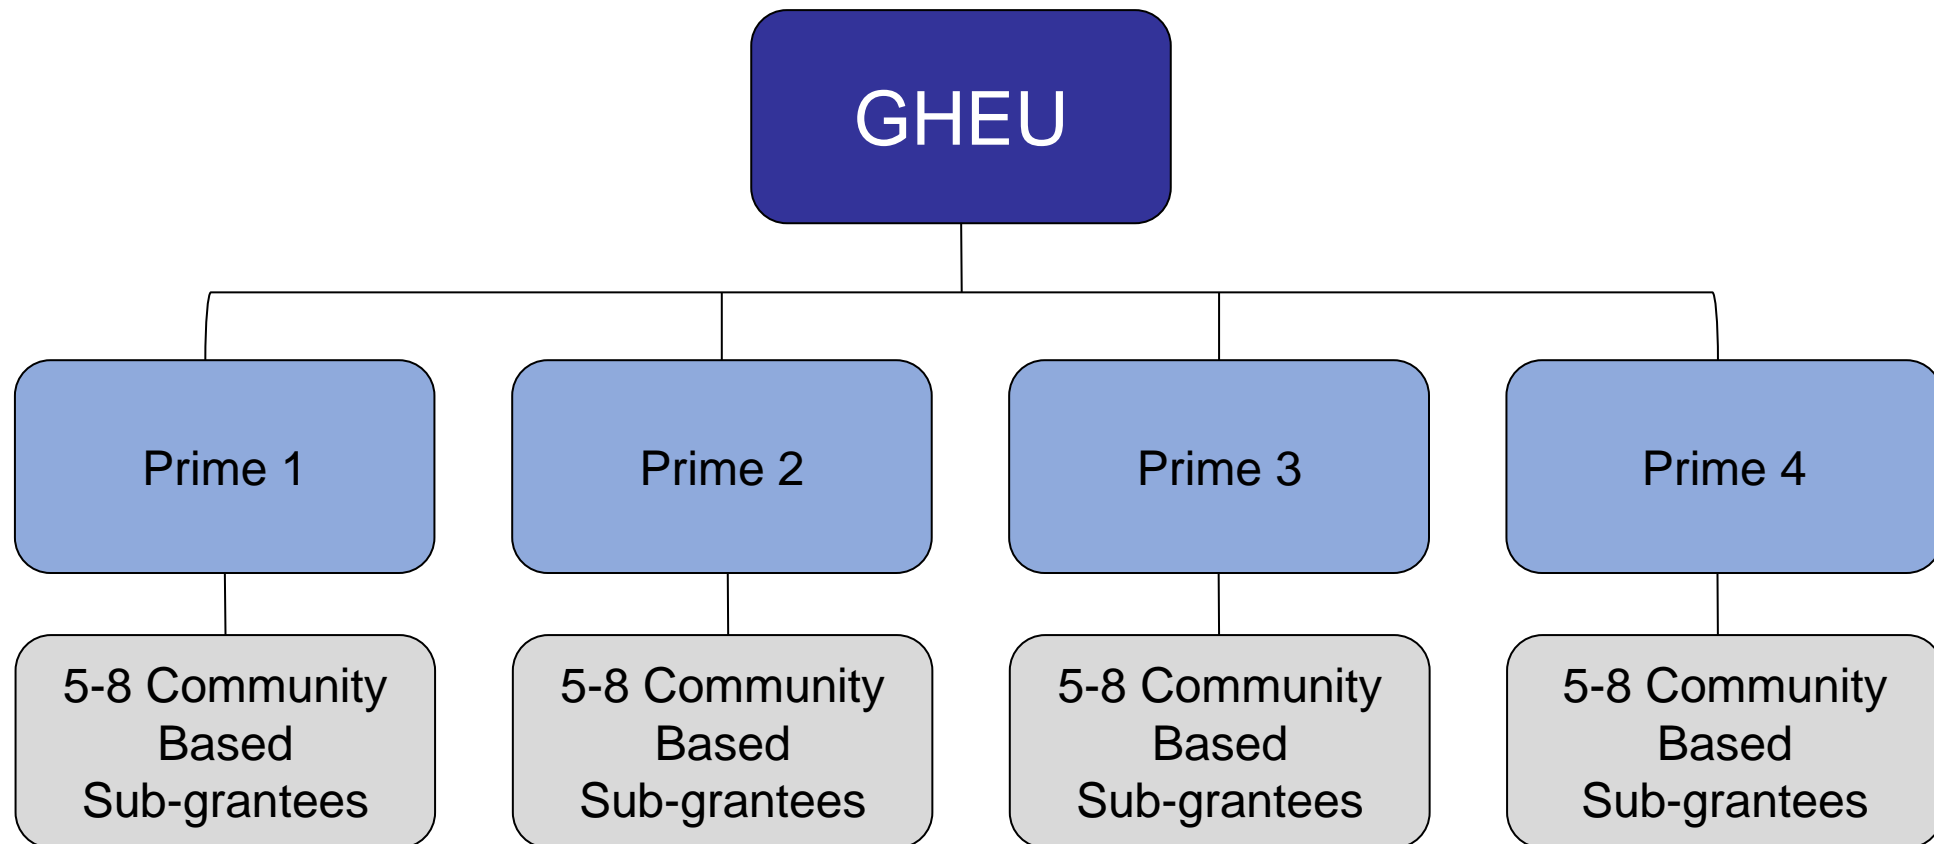 GHEU
Prime 1
Prime 2
Prime 3
Prime 4
5-8 Community
Based
Sub-grantees
5-8 Community
Based
Sub-grantees
5-8 Community
Based
Sub-grantees
5-8 Community
Based
Sub-grantees